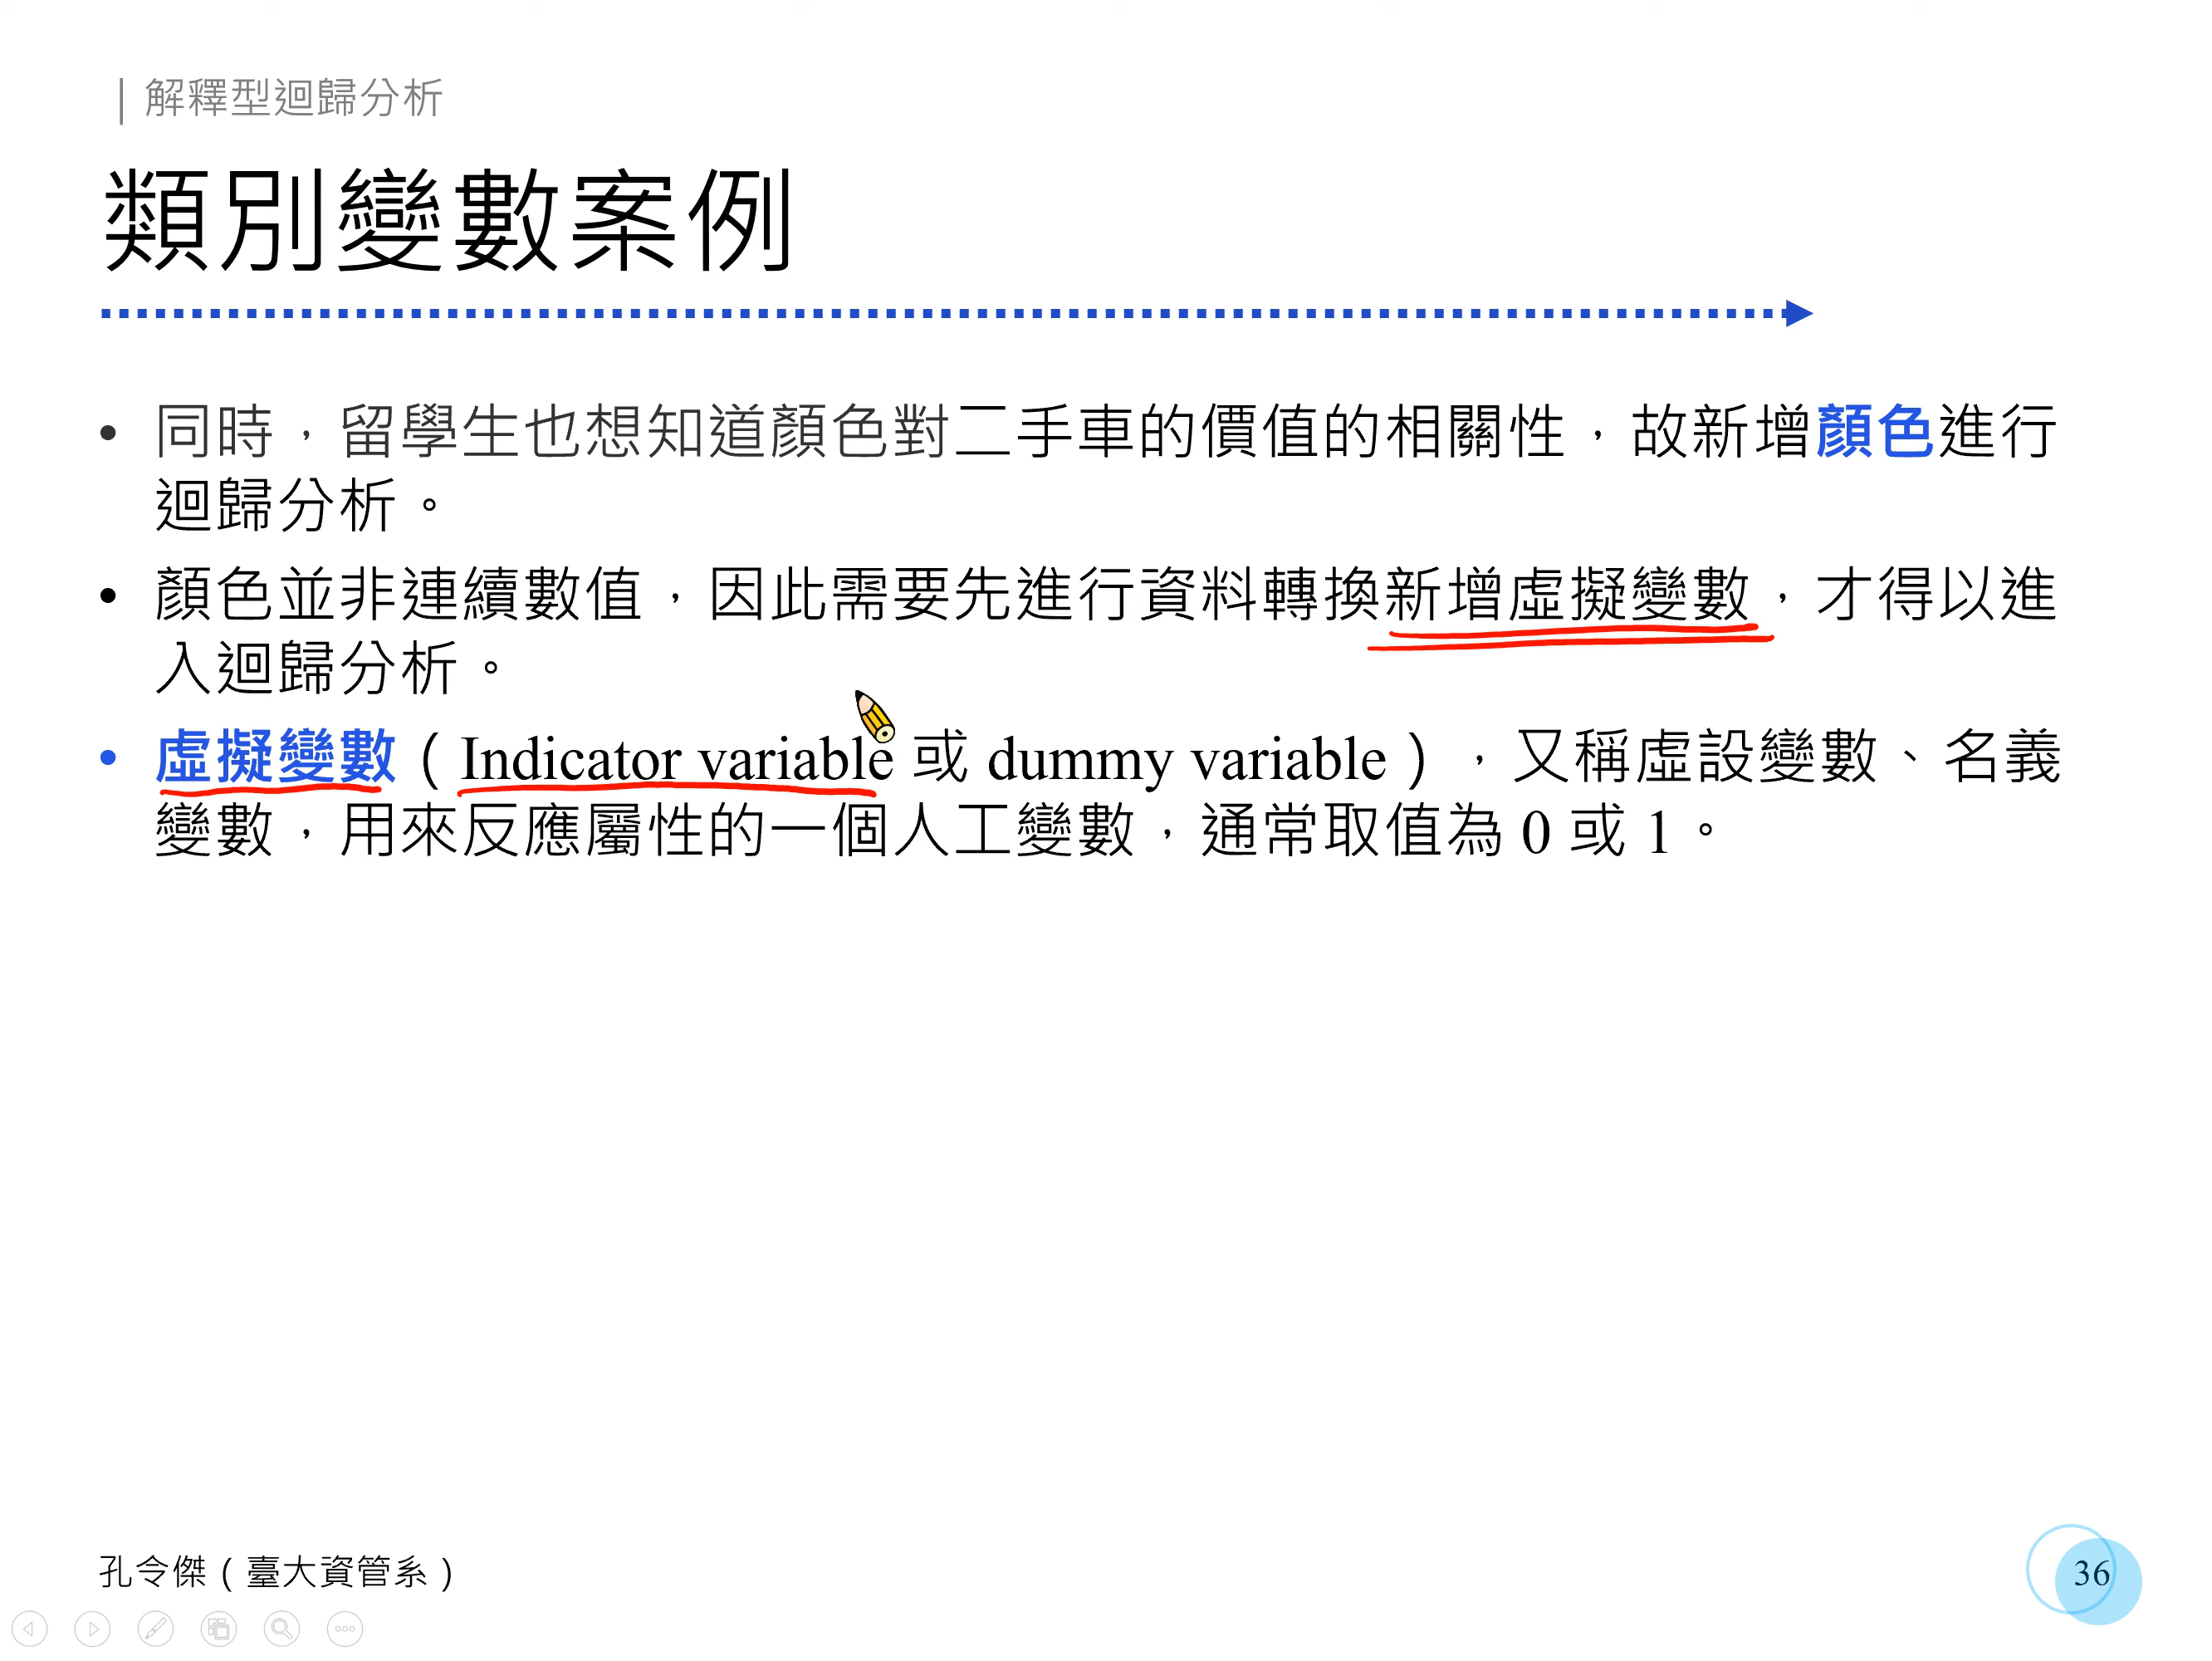 解釋型迴歸分析
類別變數案例
• 同時，留學生也想知道顏色對二手車的價值的相關性，故新增顏色進行
迴歸分析。
• 顏色並非連續數值，因此需要先進行資料轉換新增虛擬變數，才得以進
入迴歸分析。
• 虛擬變數（Indicator variable 或 dummy variable），又稱虛設變數、名義
變數，用來反應屬性的一個人工變數，通常取值為 0 或 1。
孔令傑（臺大資管系）
36